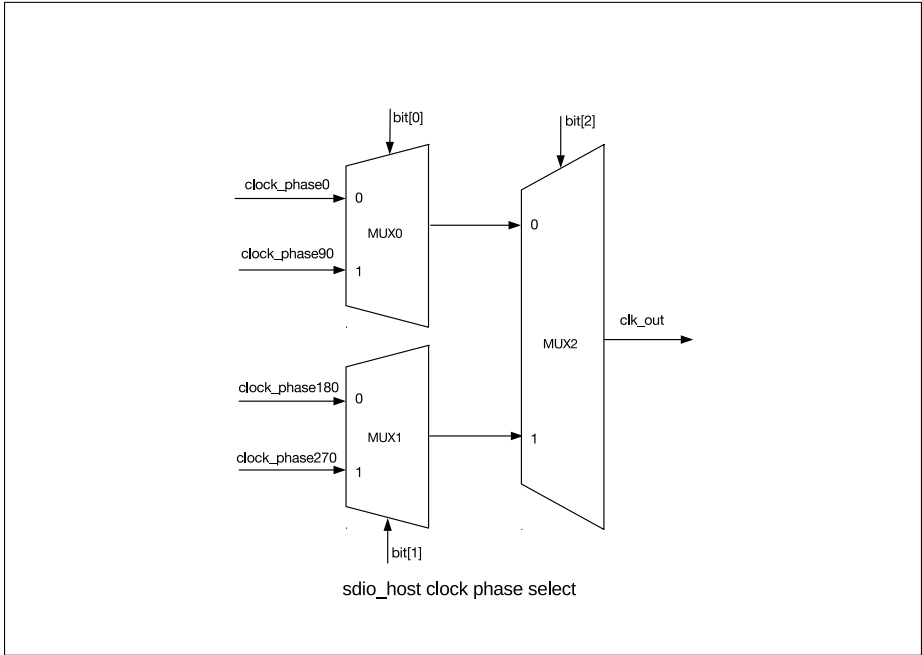 bit[0]
bit[2]
clock_phase0
0
MUX0
clock_phase90
1
0
clk_out
MUX2
clock_phase180
0
MUX1
1
clock_phase270
1
bit[1]
sdio_host clock phase select